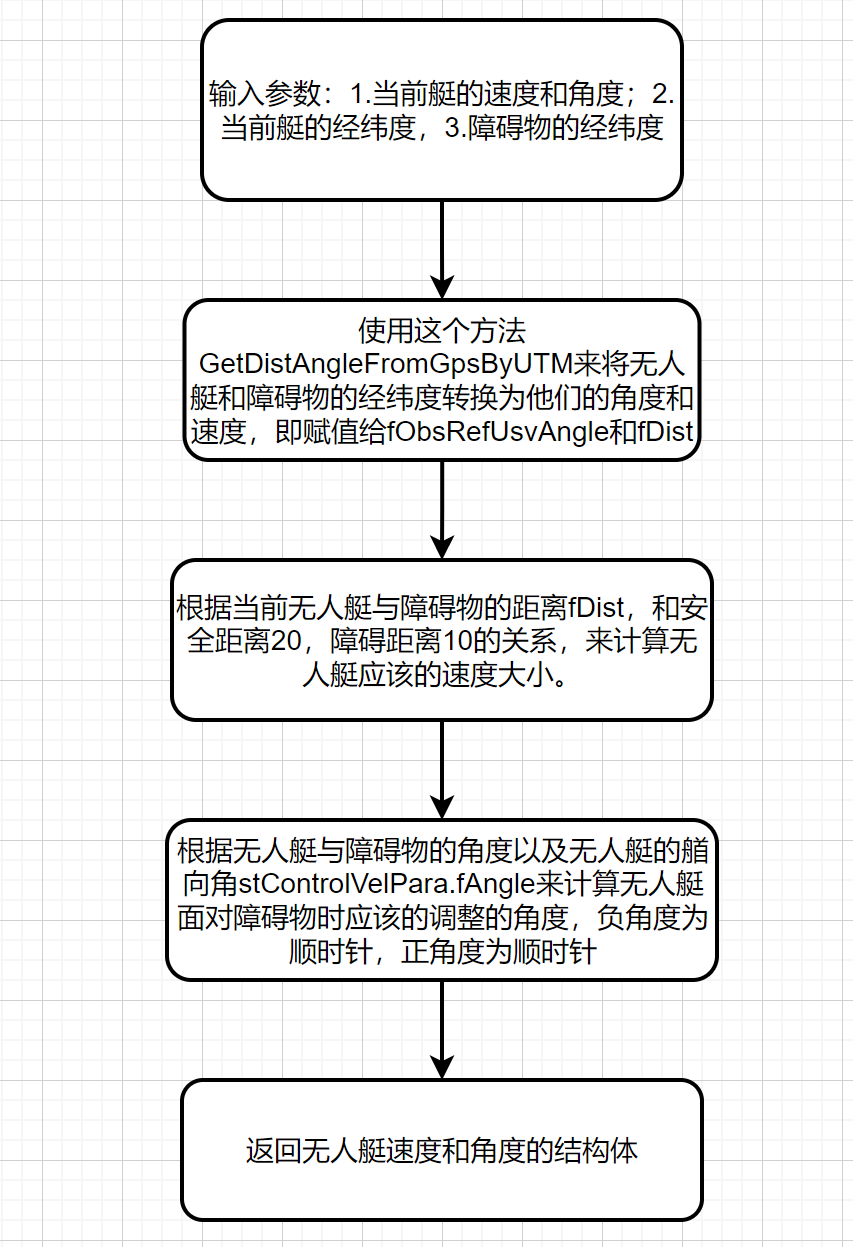 输入参数：1.当前艇的速度和角度；2.
当前艇的经纬度，3.障碍物的经纬度
使用这个方法
GetDistAngleFromGpsByUTM来将无人
艇和障碍物的经纬度转换为他们的角度和
速度，即赋值给fObsRefUsvAngle和fDist
根据当前无人艇与障碍物的距离fDist，和安
全距离20，障碍距离10的关系，来计算无
人艇应该的速度大小。
根据无人艇与障碍物的角度以及无人艇的艏
向角stControlVelPara.fAngle来计算无人艇
面对障碍物时应该的调整的角度，负角度为
顺时针，正角度为顺时针
返回无人艇速度和角度的结构体